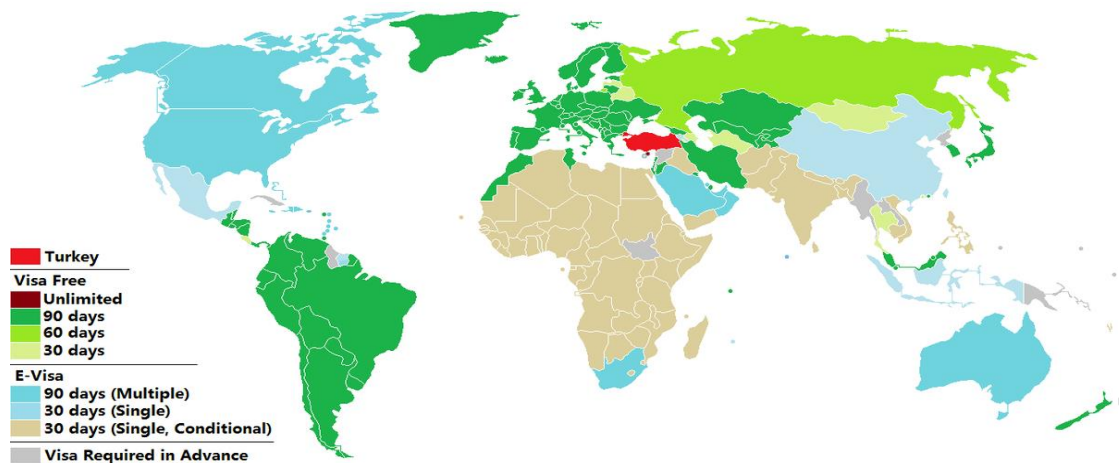 Turkey
Visa Free
Unlimited
90 days
60 days
30 days
E-Visa
90 days (Multiple)
30 days (Single)
30 days (Single, Conditional)
Visa Required in Advance